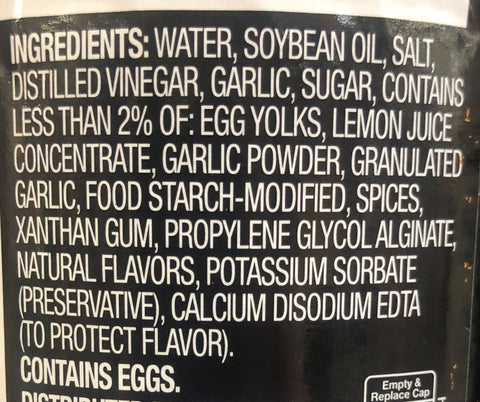 INGREDIENTS: WATER, SOYBEAN OIL, SALT,
DISTILLED VINEGAR, GARLIC, SUGAR, CONTAINS
LESS THAN 2% OF: EGG YOLKS, LEMON JUICE
CONCENTRATE, GARLIC POWDER, GRANULATED
GARLIC, FOOD STARCH-MODIFIED, SPICES,
XANTHAN GUM, PROPYLENE GLYCOL ALGINATE,
NATURAL FLAVORS, POTASSIUM SORBATE
(PRESERVATIVE), CALCIUM DISODIUM EDTA
(TO PROTECT FLAVOR).
CONTAINS EGGS.
Empty &
Replace Cap